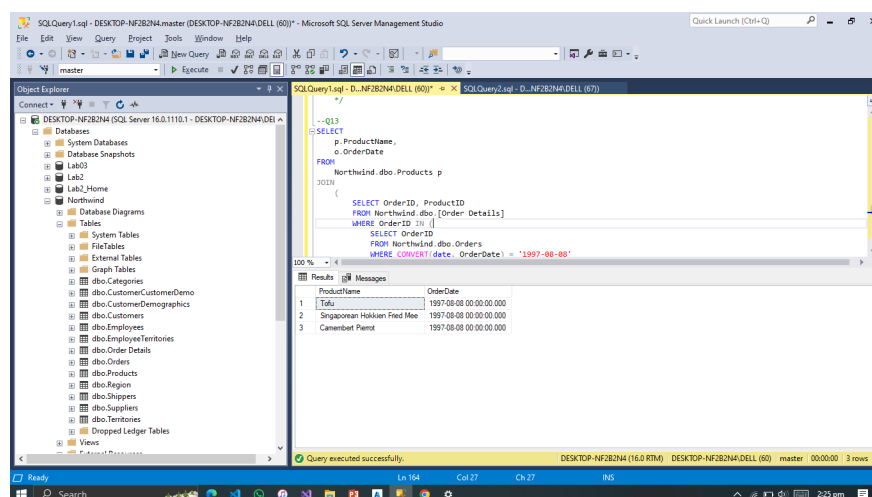 SQLQuery1.sql - DESKTOP-NF2B2N4.master (DESKTOP-NF2B2N4\DELL (60))* - Microsoft SQL Server Management Studio
Quick Launch (Ctrl+Q)
File Edit View Query Project Tools Window Help
New Query
master
Execute
Object Explorer
Connect
DESKTOP-NF2B2N4 (SQL Server 16.0.1110.1 - DESKTOP-NF2B2N4\DEL
Databases
System Databases
Database Snapshots
Lab03
Lab2
Lab2_Home
Northwind
Database Diagrams
Tables
System Tables
FileTables
External Tables
Graph Tables
dbo.Categories
dbo.CustomerCustomerDemo
dbo.CustomerDemographics
dbo.Customers
dbo.Employees
dbo.EmployeeTerritories
dbo.Order Details
dbo.Orders
dbo.Products
dbo.Region
dbo.Shippers
dbo.Suppliers
dbo.Territories
Dropped Ledger Tables
Views
External Resources
SQLQuery1.sql - D...NF2B2N4\DELL (60))* SQLQuery2.sql - D...NF2B2N4\DELL (67))
*/
--Q13
SELECT
p.ProductName,
o.OrderDate
FROM
Northwind.dbo.Products p
JOIN
(
SELECT OrderID, ProductID
FROM Northwind.dbo.[Order Details]
WHERE OrderID IN (
SELECT OrderID
FROM Northwind.dbo.Orders
WHERE CONVERT(date, OrderDate) = '1997-08-08'
100 %
Results Messages
ProductName OrderDate
1 Tofu 1997-08-08 00:00:00.000
2 Singaporean Hokkien Fried Mee 1997-08-08 00:00:00.000
3 Camembert Pierrot 1997-08-08 00:00:00.000
Query executed successfully. DESKTOP-NF2B2N4 (16.0 RTM) DESKTOP-NF2B2N4\DELL (60) master 00:00:00 3 rows
Ready Ln 164 Col 27 Ch 27 INS
Search 2:25 pm